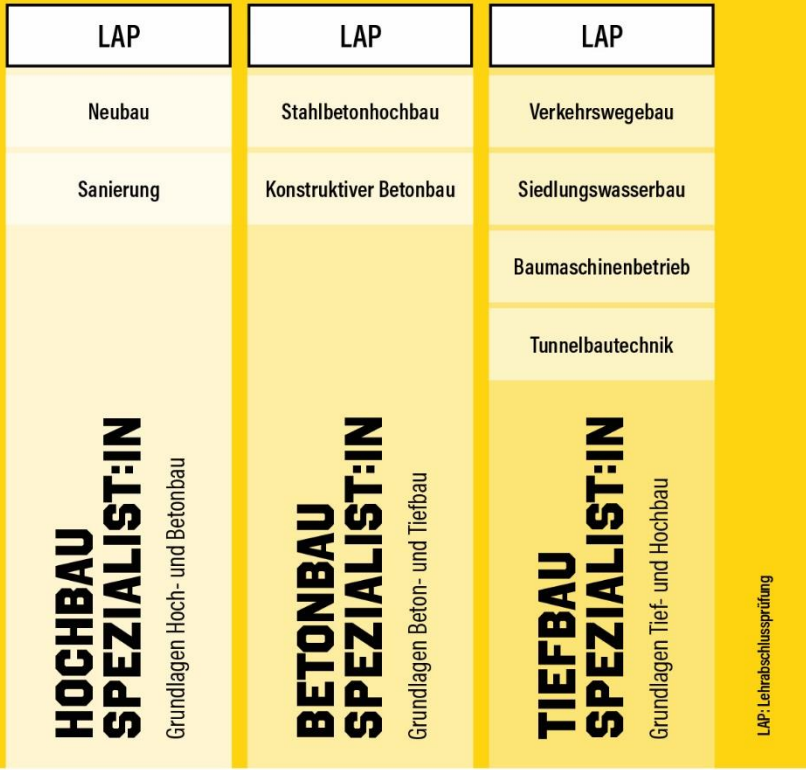 LAP
Neubau
Sanierung
HOCHBAU
SPEZIALIST:IN
Grundlagen Hoch- und Betonbau
LAP
Stahlbetonhochbau
Konstruktiver Betonbau
BETONBAU
SPEZIALIST:IN
Grundlagen Beton- und Tiefbau
LAP
Verkehrswegebau
Siedlungswasserbau
Baumaschinenbetrieb
Tunnelbautechnik
TIEFBAU
SPEZIALIST:IN
Grundlagen Tief- und Hochbau
LAP: Lehrabschlussprüfung